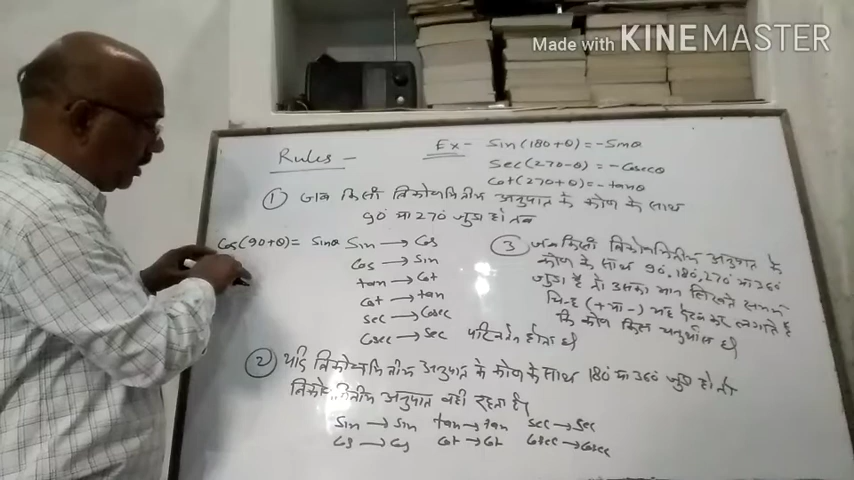 Made with KINEMASTER
Rules -
Ex- Sin(180+θ) = -Sinθ
Sec(270-θ) = -Cosecθ
Cot(270+θ) = -tanθ
① जब किसी त्रिकोणमितीय अनुपात के कोण के साथ
90° या 270° जुड़ा हो तब
Cos(90+θ) = Sinθ
Sin → Cos
Cos → Sin
tan → Cot
Cot → tan
Sec → Cosec
Cosec → Sec परिवर्तन होता है
③ जब किसी त्रिकोणमितीय अनुपात के
कोण के साथ 90, 180, 270 या 360
जुड़ा है तो उसका मान लिखते समय
चिन्ह (+ या -) यह देखकर लगाते है
कि कोण किस चतुर्थांश है
② यदि त्रिकोणमितीय अनुपात के कोण के साथ 180 या 360 जुड़ा हो तो
त्रिकोणमितीय अनुपात वही रहता है।
Sin → Sin tan → tan Sec → Sec
Cos → Cos Cot → Cot Cosec → Cosec